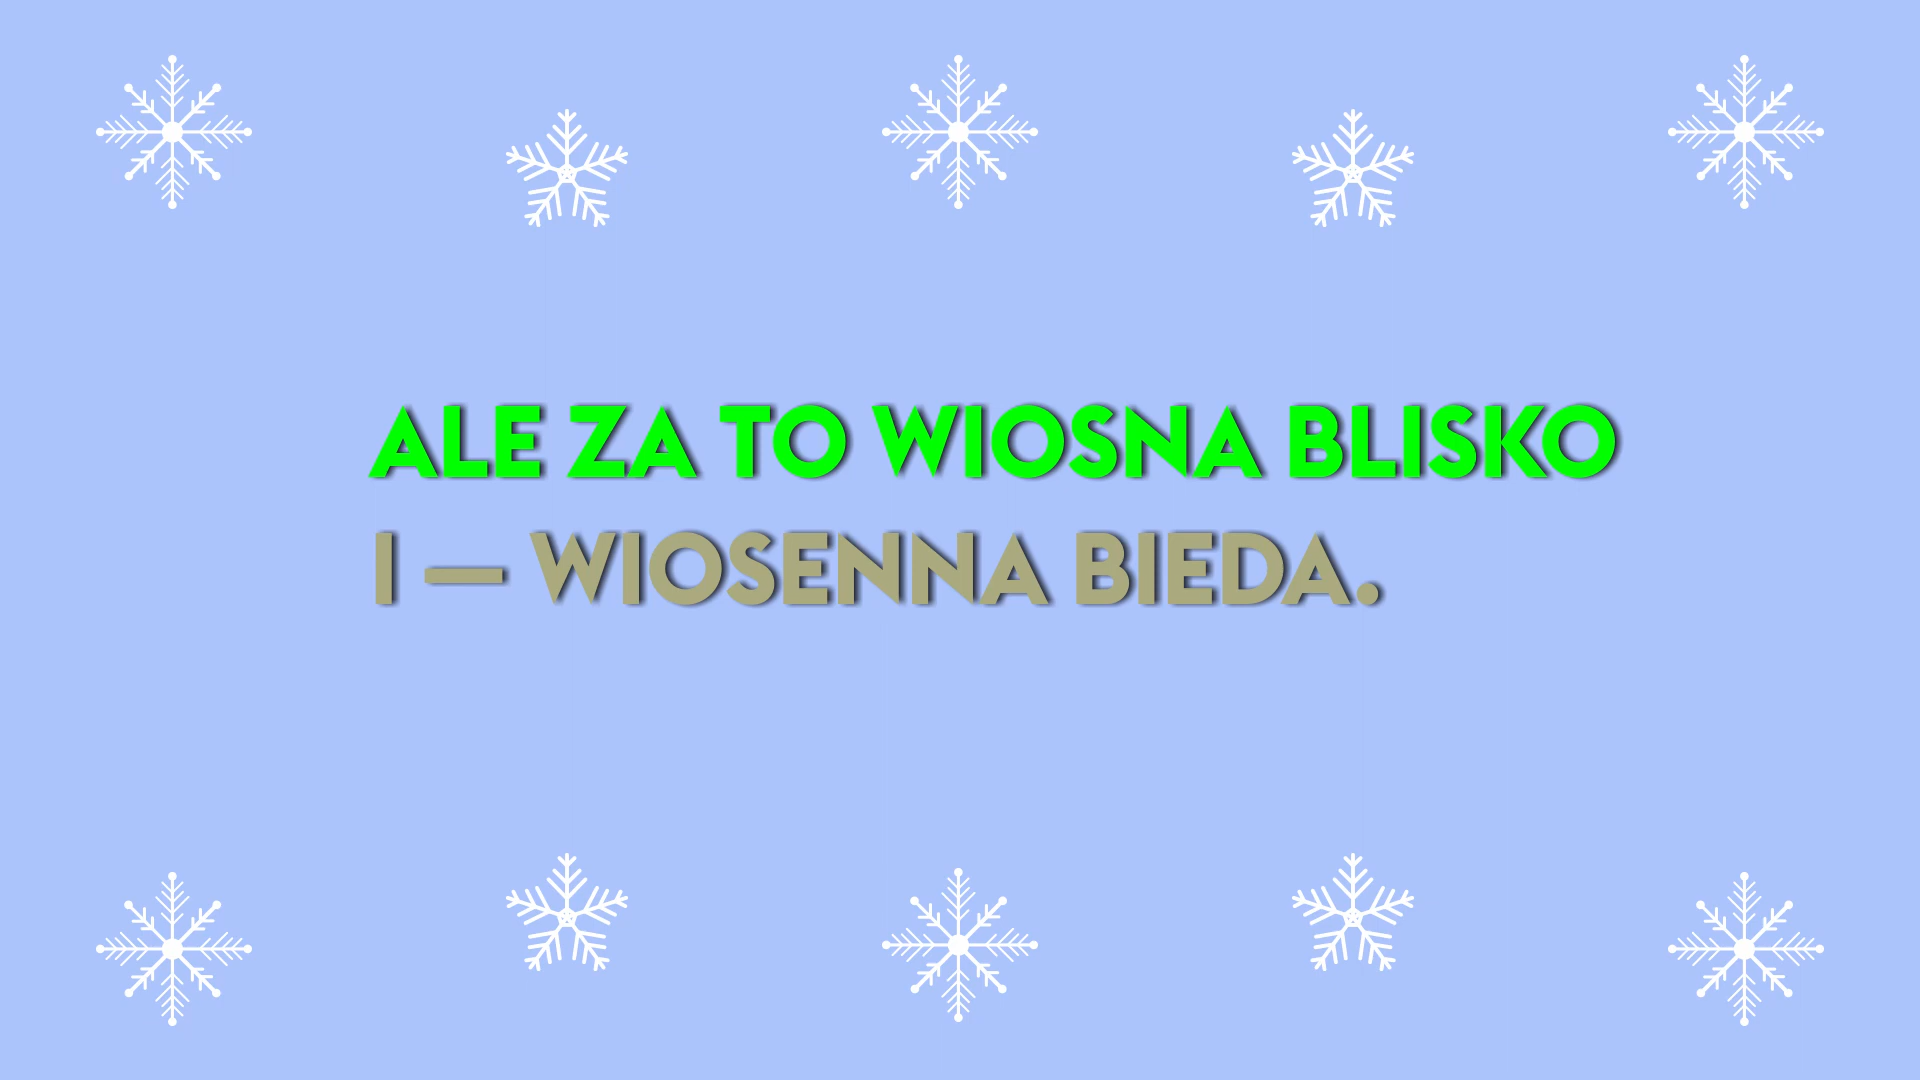 ALE ZA TO WIOSNA BLISKO
I — WIOSENNA BIEDA.